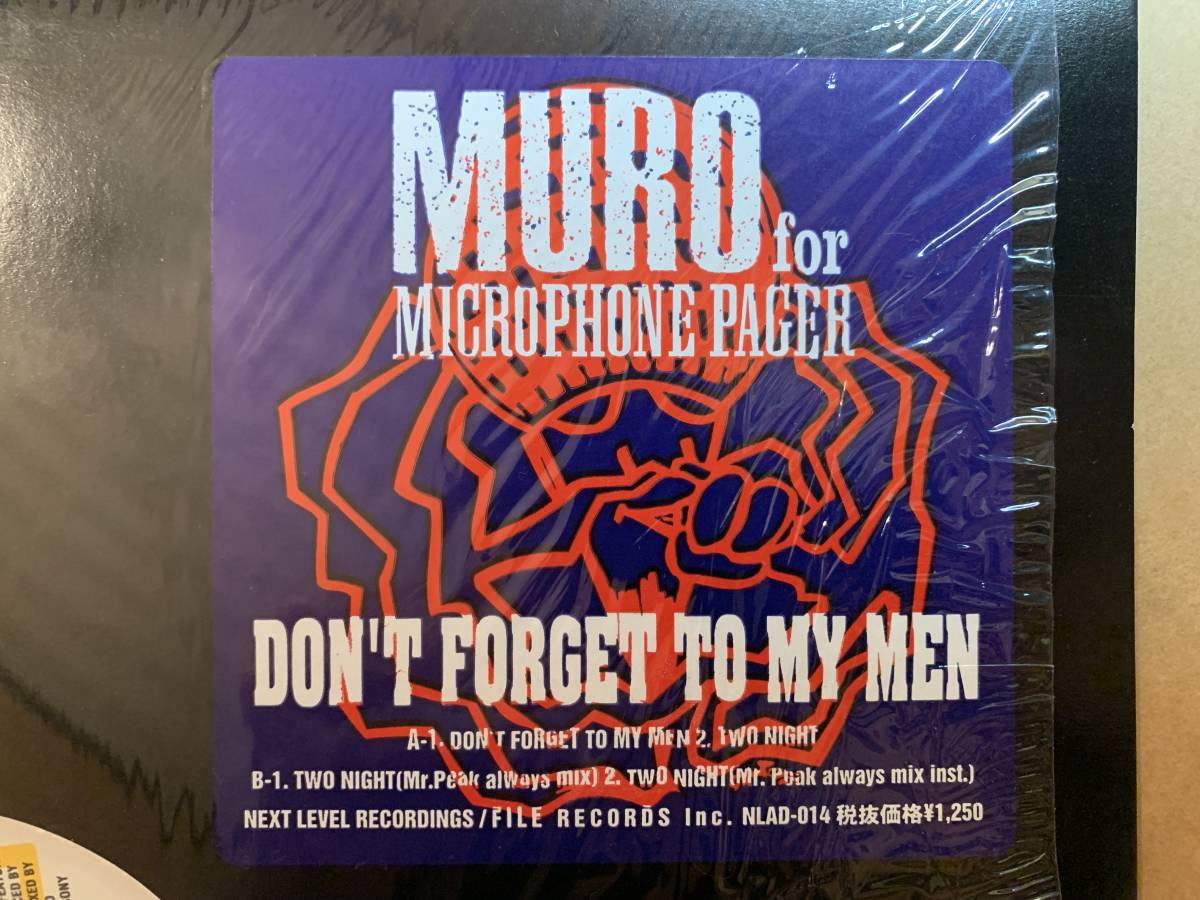 MURO for
MICROPHONE PAGER
DON'T FORGET TO MY MEN
A-1. DON'T FORGET TO MY MEN 2. TWO NIGHT
B-1. TWO NIGHT(Mr.Peak always mix) 2. TWO NIGHT(Mr. Peak always mix inst.)
NEXT LEVEL RECORDINGS / FILE RECORDS Inc. NLAD-014 税抜価格¥1,250